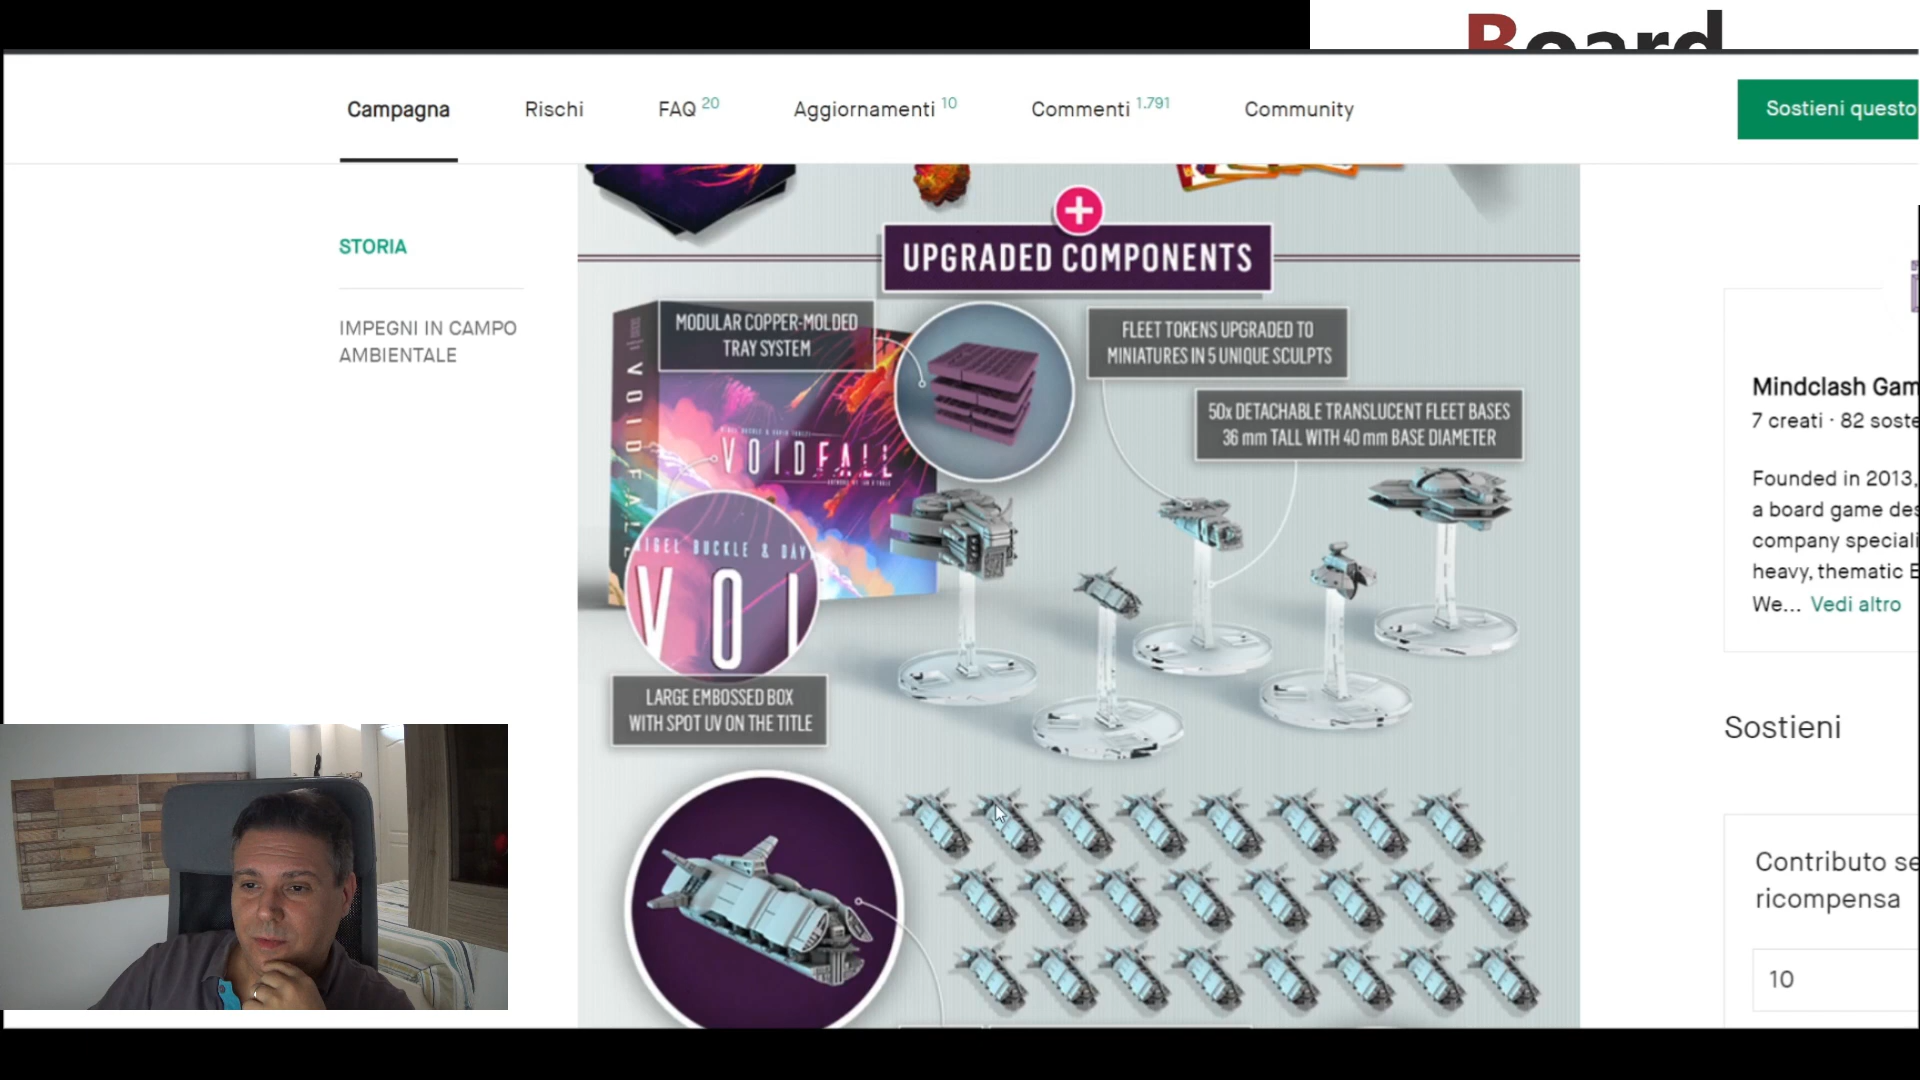 Board
Campagna
Rischi
FAQ 20
Aggiornamenti 10
Commenti 1.791
Community
Sostieni questo
STORIA
IMPEGNI IN CAMPO
AMBIENTALE
+
UPGRADED COMPONENTS
MODULAR COPPER-MOLDED
TRAY SYSTEM
FLEET TOKENS UPGRADED TO
MINIATURES IN 5 UNIQUE SCULPTS
50x DETACHABLE TRANSLUCENT FLEET BASES
36 mm TALL WITH 40 mm BASE DIAMETER
VOIDFALL
VOIDFALL
NIGEL BUCKLE & DAV
VOI
LARGE EMBOSSED BOX
WITH SPOT UV ON THE TITLE
Mindclash Gam
7 creati · 82 soste
Founded in 2013,
a board game des
company speciali
heavy, thematic E
We... Vedi altro
Sostieni
Contributo se
ricompensa
10